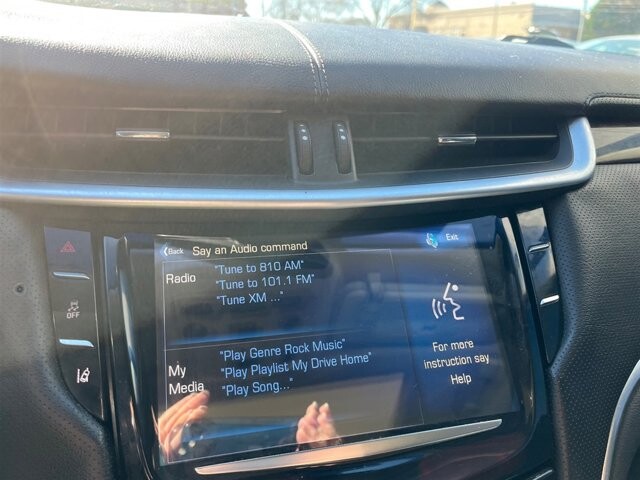 Back Say an Audio command Exit
Radio "Tune to 810 AM"
"Tune to 101.1 FM"
"Tune XM ..."
My Media "Play Genre Rock Music"
"Play Playlist My Drive Home"
"Play Song..."
For more
instruction say
Help
OFF